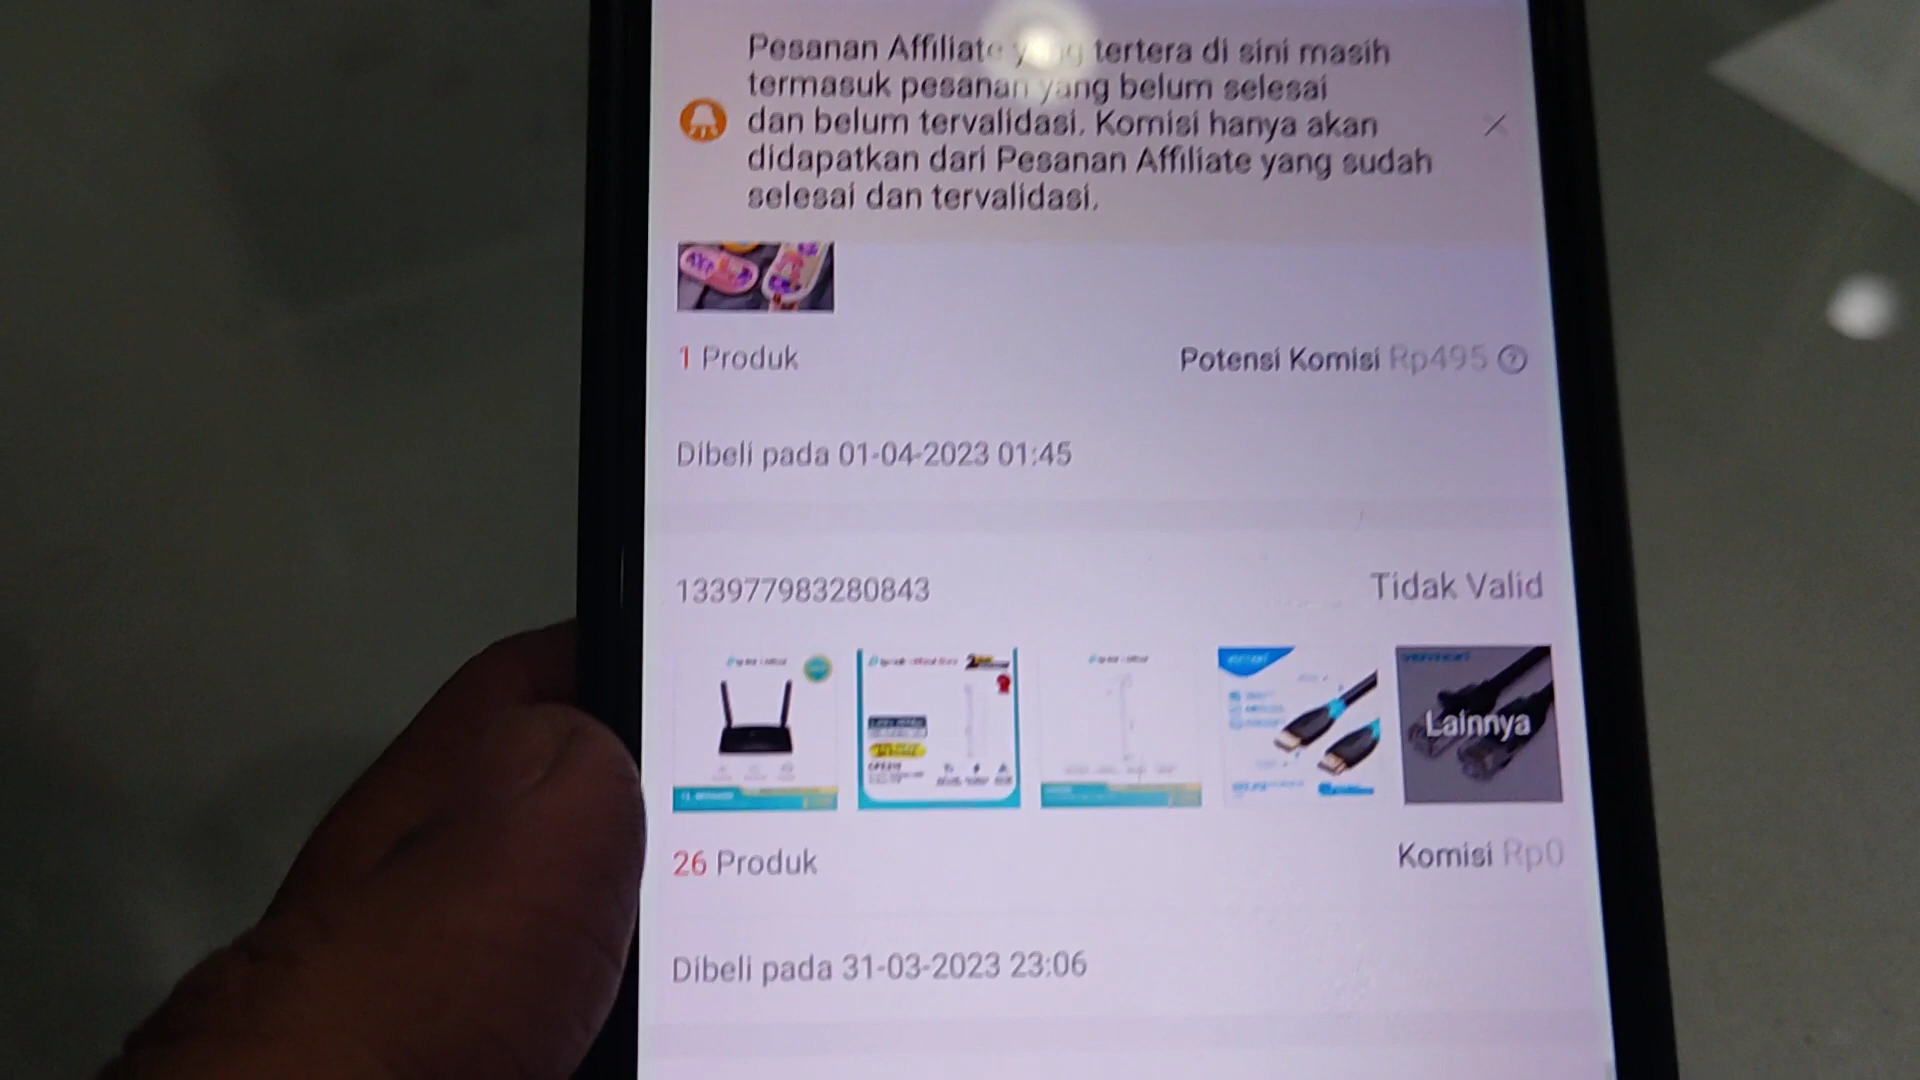 Pesanan Affiliate yang tertera di sini masih
termasuk pesanan yang belum selesai
dan belum tervalidasi. Komisi hanya akan
didapatkan dari Pesanan Affiliate yang sudah
selesai dan tervalidasi.
1 Produk
Potensi Komisi Rp495 ?
Dibeli pada 01-04-2023 01:45
133977983280843
Tidak Valid
Lainnya
26 Produk
Komisi Rp0
Dibeli pada 31-03-2023 23:06